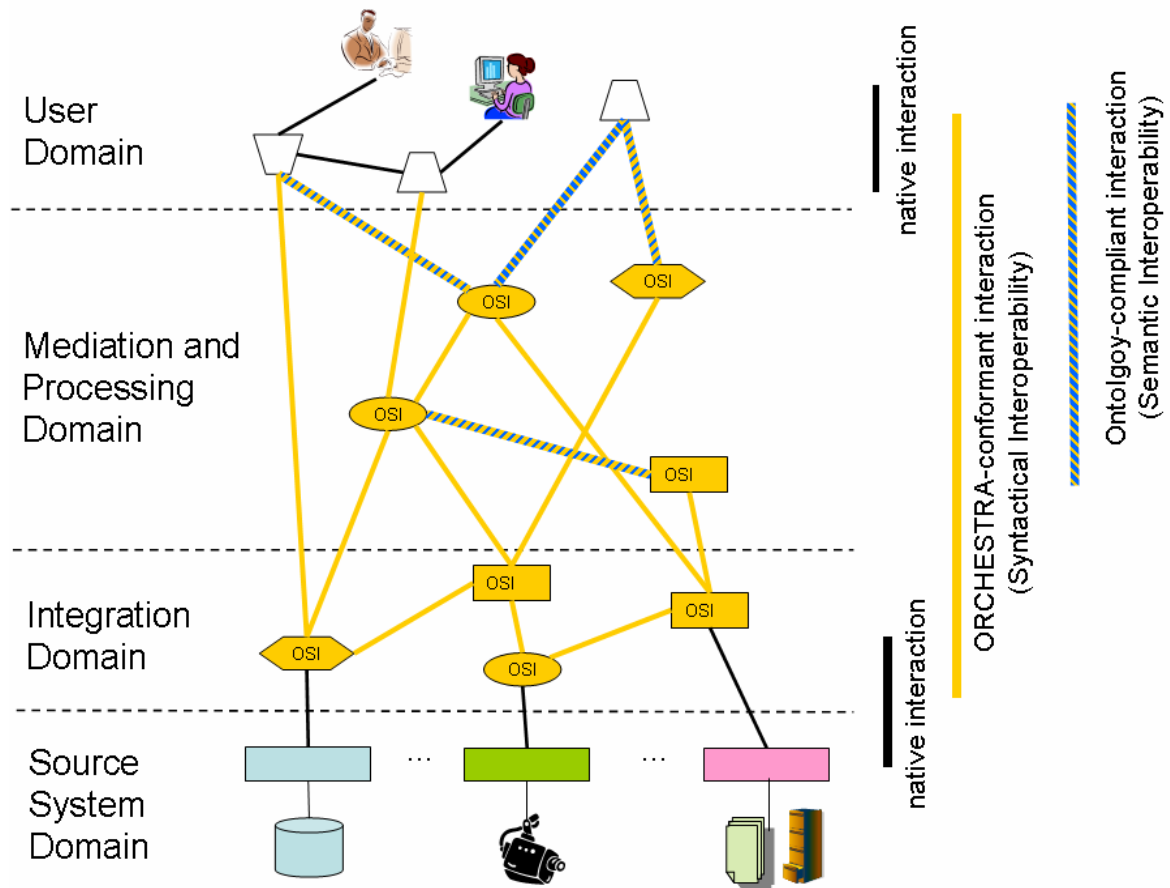 User
Domain
native interaction
ORCHESTRA-conformant interaction
(Syntactical Interoperability)
Ontolgoy-compliant interaction
(Semantic Interoperability)
OSI
OSI
Mediation and
Processing
Domain
OSI
OSI
OSI
Integration
Domain
OSI
OSI
OSI
native interaction
Source
System
Domain
...
...